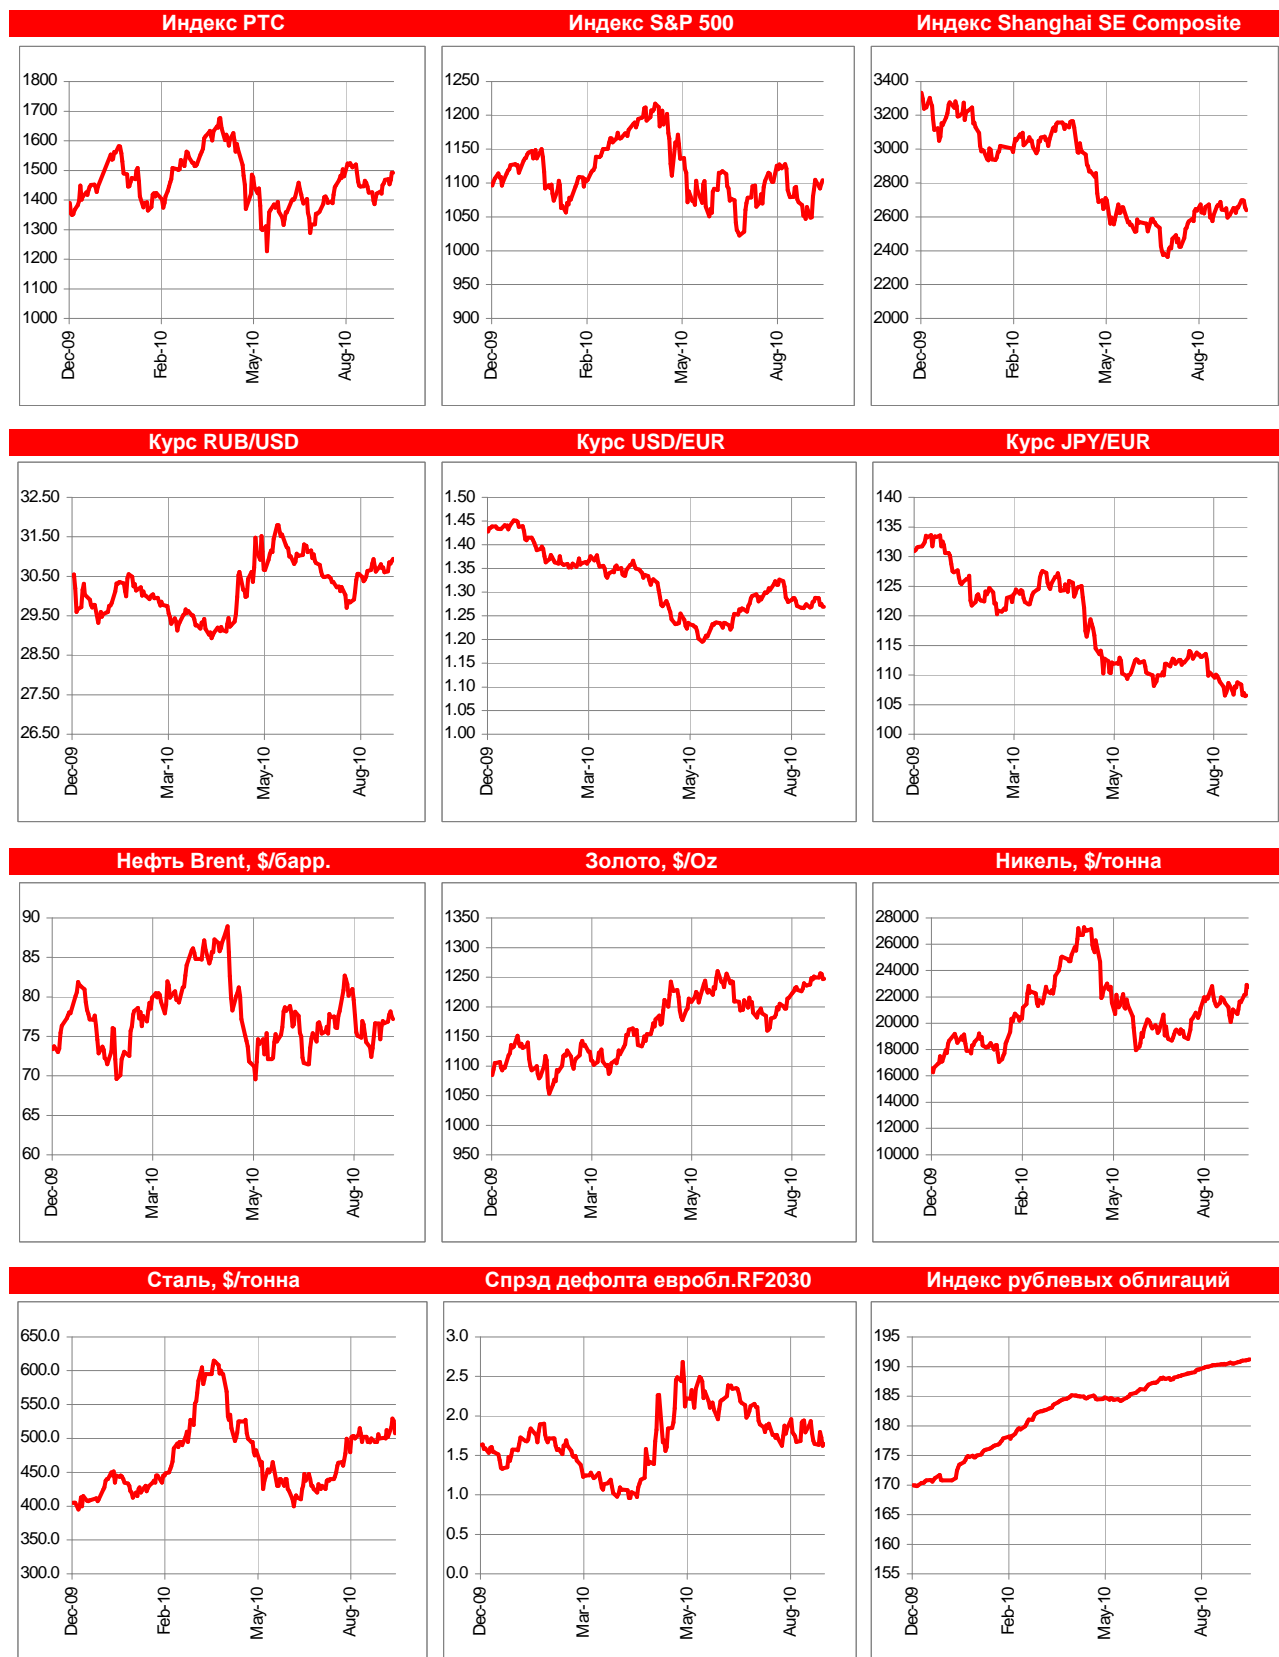 Индекс РТС
Индекс S&P 500
Индекс Shanghai SE Composite
1800
1700
1600
1500
1400
1300
1200
1100
1000
Dec-09
Feb-10
May-10
Aug-10
1250
1200
1150
1100
1050
1000
950
900
Dec-09
Feb-10
May-10
Aug-10
3400
3200
3000
2800
2600
2400
2200
2000
Dec-09
Feb-10
May-10
Aug-10
Курс RUB/USD
Курс USD/EUR
Курс JPY/EUR
32.50
31.50
30.50
29.50
28.50
27.50
26.50
Dec-09
Mar-10
May-10
Aug-10
1.50
1.45
1.40
1.35
1.30
1.25
1.20
1.15
1.10
1.05
1.00
Dec-09
Mar-10
May-10
Aug-10
140
135
130
125
120
115
110
105
100
Dec-09
Mar-10
May-10
Aug-10
Нефть Brent, $/барр.
Золото, $/Oz
Никель, $/тонна
90
85
80
75
70
65
60
Dec-09
Mar-10
May-10
Aug-10
1350
1300
1250
1200
1150
1100
1050
1000
950
Dec-09
Mar-10
May-10
Aug-10
28000
26000
24000
22000
20000
18000
16000
14000
12000
10000
Dec-09
Feb-10
May-10
Aug-10
Сталь, $/тонна
Спрэд дефолта евробл.RF2030
Индекс рублевых облигаций
650.0
600.0
550.0
500.0
450.0
400.0
350.0
300.0
Dec-09
Feb-10
May-10
Aug-10
3.0
2.5
2.0
1.5
1.0
0.5
0.0
Dec-09
Mar-10
May-10
Aug-10
195
190
185
180
175
170
165
160
155
Dec-09
Feb-10
May-10
Aug-10